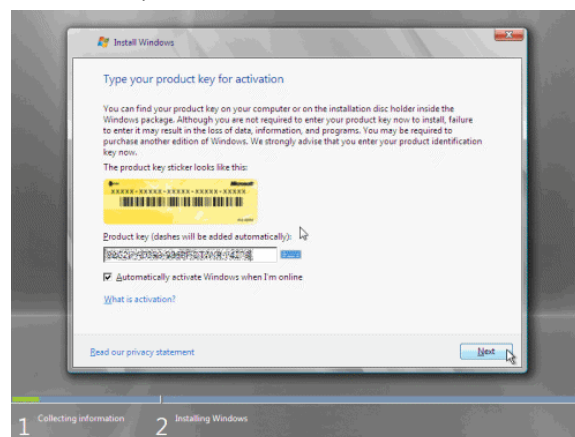 Install Windows
Type your product key for activation
You can find your product key on your computer or on the installation disc holder inside the
Windows package. Although you are not required to enter your product key now to install, failure
to enter it may result in the loss of data, information, and programs. You may be required to
purchase another edition of Windows. We strongly advise that you enter your product identification
key now.
The product key sticker looks like this:
Microsoft
XXXXX-XXXXX-XXXXX-XXXXX-XXXXX
Product key (dashes will be added automatically):
Automatically activate Windows when I'm online
What is activation?
Read our privacy statement
Next
1 Collecting information
2 Installing Windows